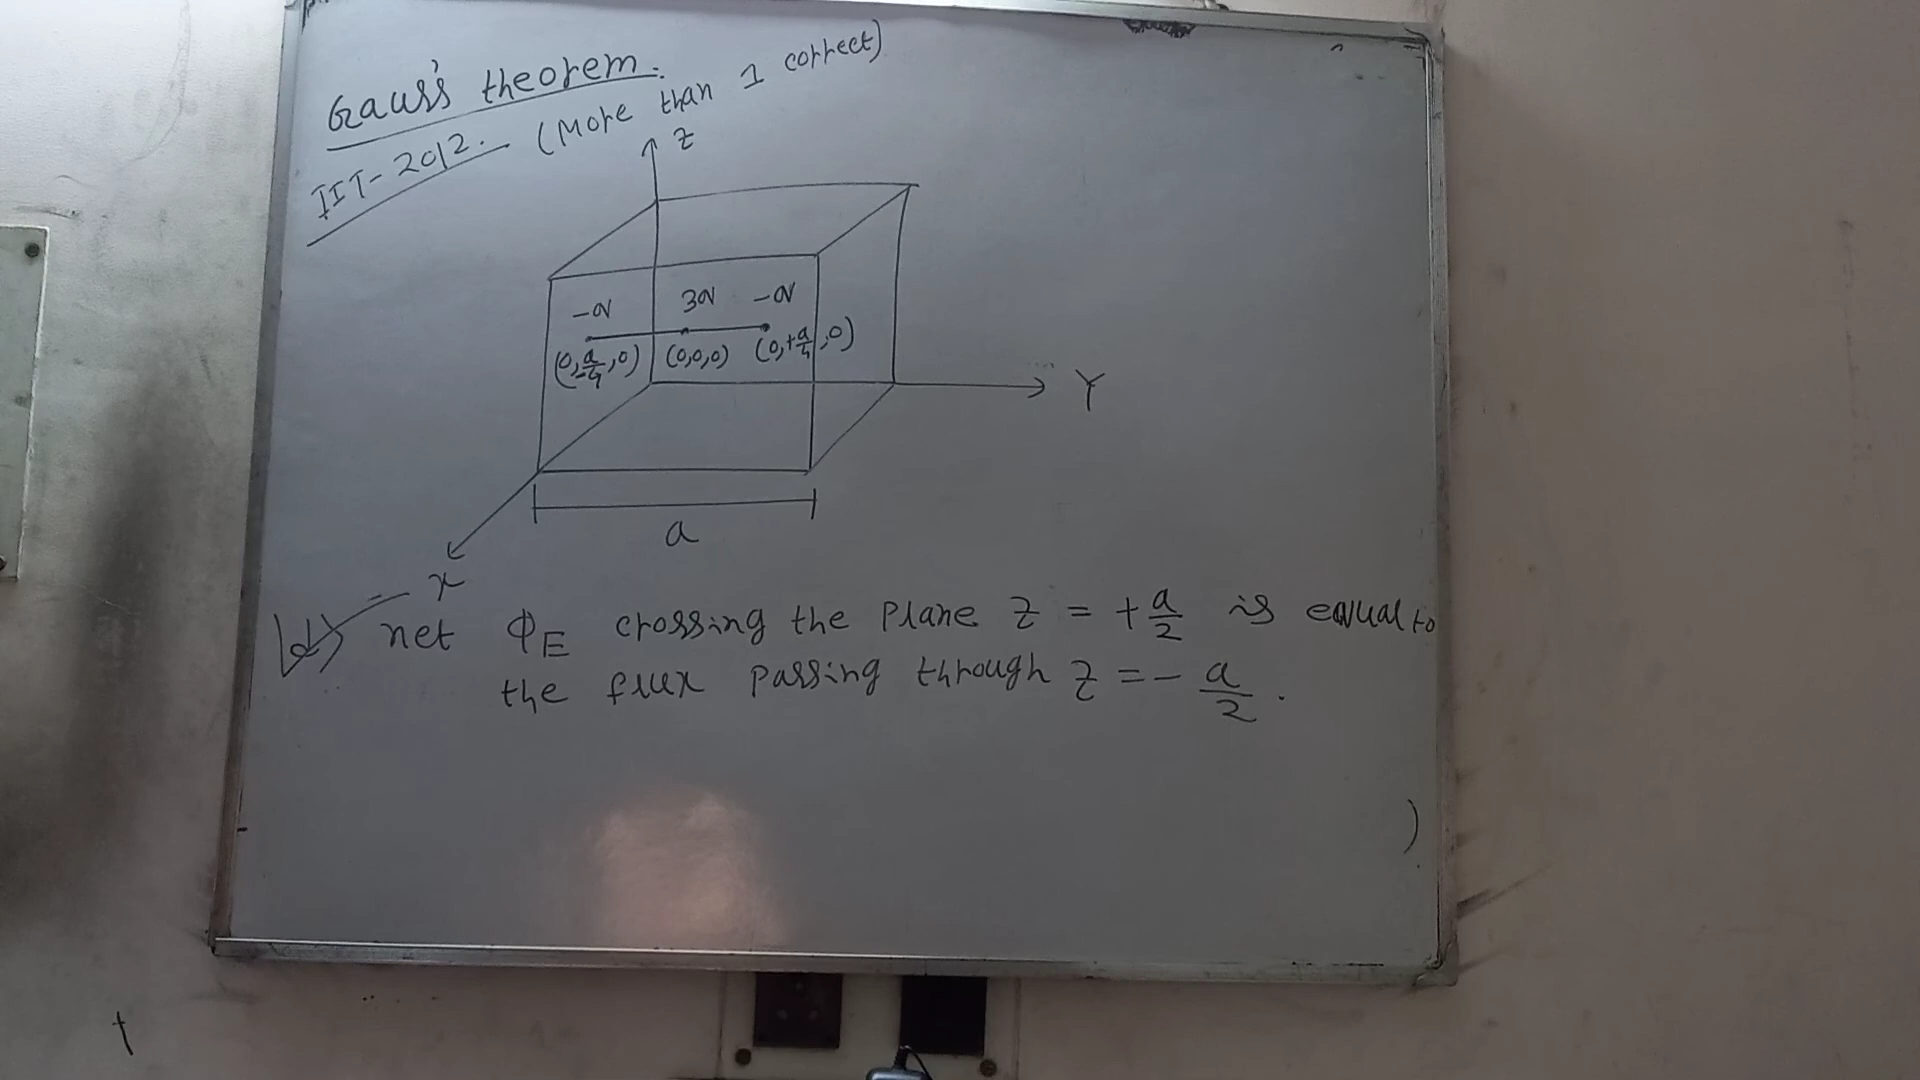 Gauss's theorem.
IIT-2012. (More than 1 correct)
Z
-q 3q -q
(0,-a/4,0) (0,0,0) (0,+a/4,0)
Y
a
x
(d) net ΦE crossing the plane z = +a/2 is equal to
the flux passing through z = -a/2.
)